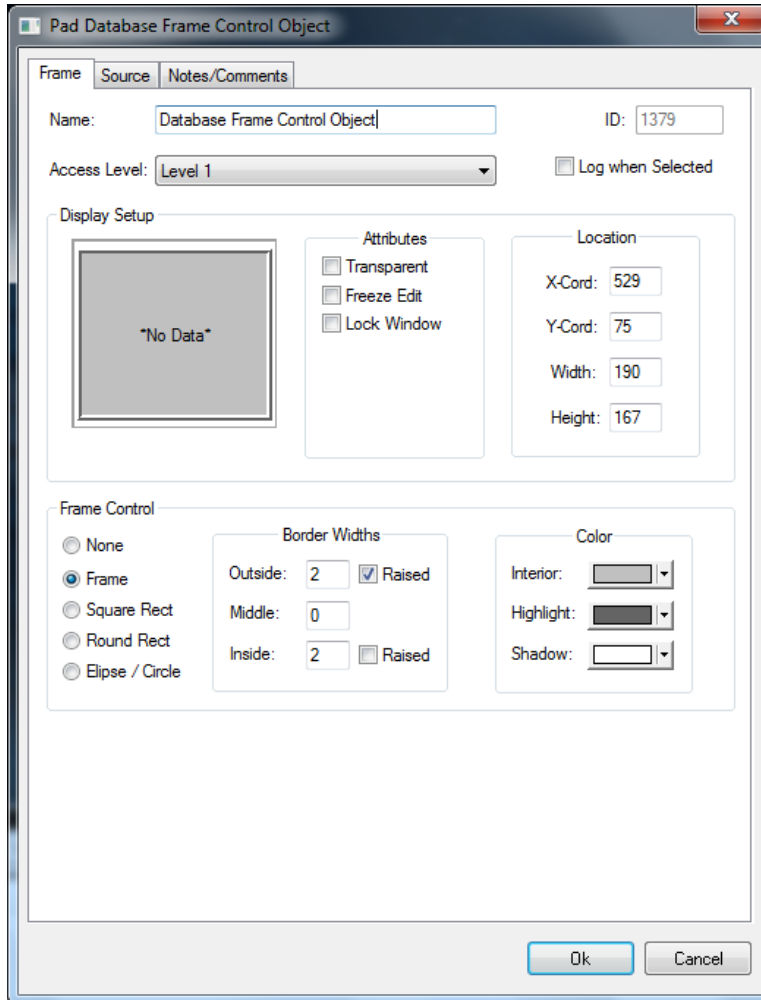 Pad Database Frame Control Object
x
Frame Source Notes/Comments
Name: Database Frame Control Object ID: 1379
Access Level: Level 1 Log when Selected
Display Setup
*No Data*
Attributes
Transparent
Freeze Edit
Lock Window
Location
X-Cord: 529
Y-Cord: 75
Width: 190
Height: 167
Frame Control
None
Frame
Square Rect
Round Rect
Elipse / Circle
Border Widths
Outside: 2 Raised
Middle: 0
Inside: 2 Raised
Color
Interior:
Highlight:
Shadow:
Ok Cancel